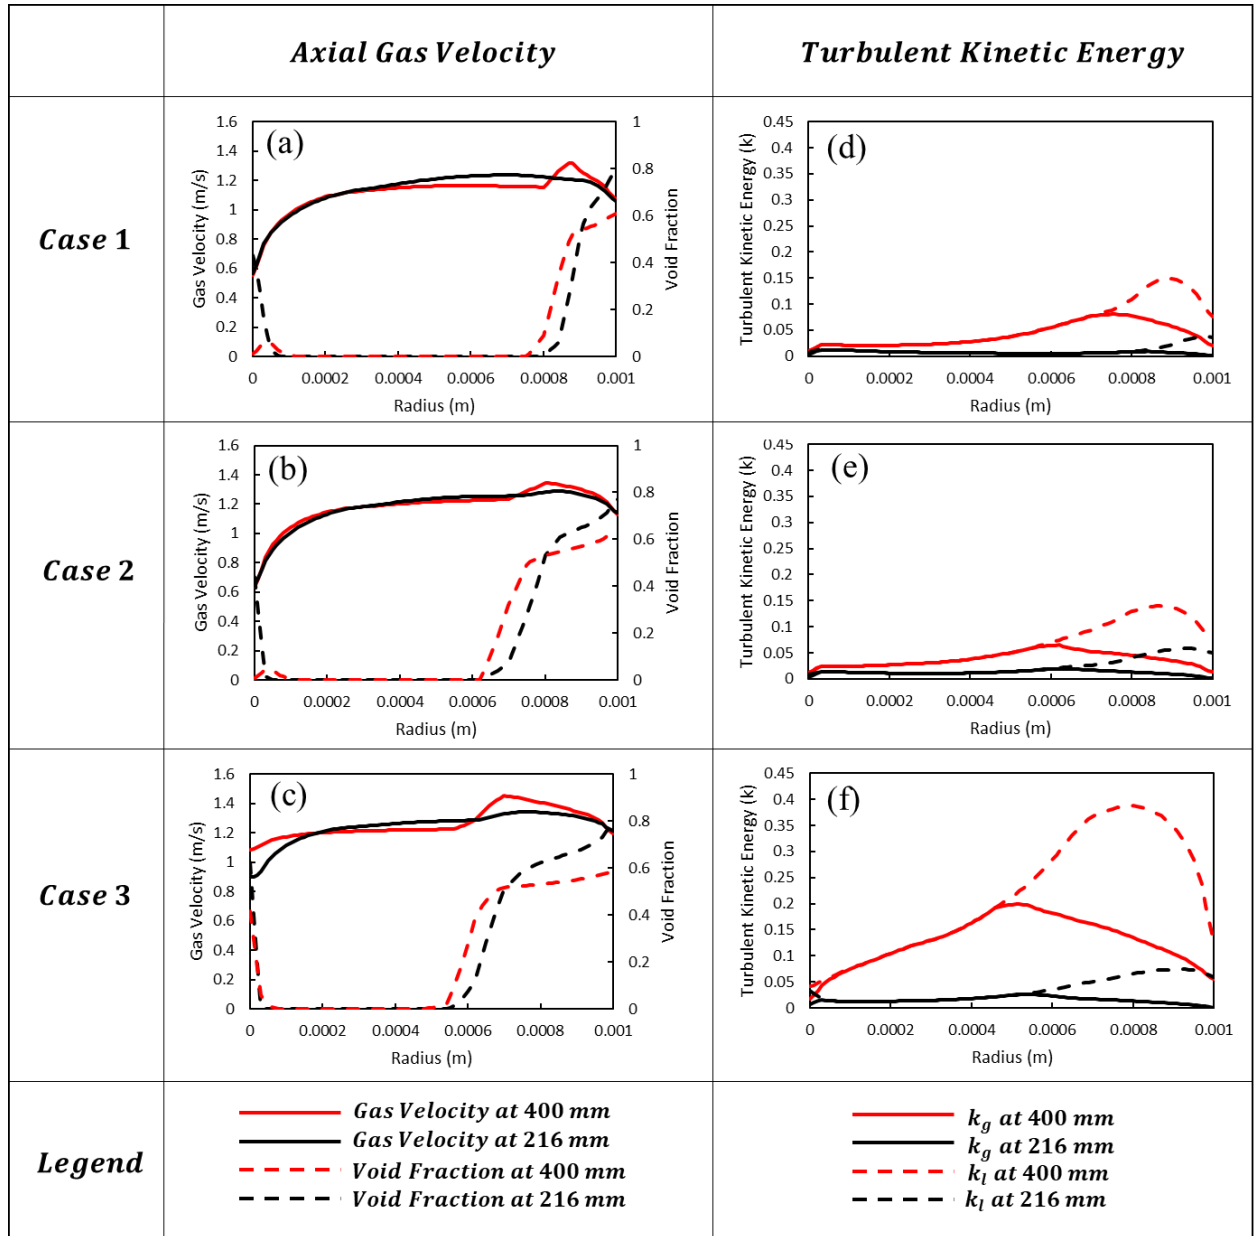 Axial Gas Velocity
Turbulent Kinetic Energy
Case 1
(a)
Gas Velocity (m/s)
1.6
1.4
1.2
1
0.8
0.6
0.4
0.2
0
1
0.8
0.6
0.4
0.2
0
Void Fraction
0 0.0002 0.0004 0.0006 0.0008 0.001
Radius (m)
(d)
Turbulent Kinetic Energy (k)
0.45
0.4
0.35
0.3
0.25
0.2
0.15
0.1
0.05
0
0 0.0002 0.0004 0.0006 0.0008 0.001
Radius (m)
Case 2
(b)
Gas Velocity (m/s)
1.6
1.4
1.2
1
0.8
0.6
0.4
0.2
0
1
0.8
0.6
0.4
0.2
0
Void Fraction
0 0.0002 0.0004 0.0006 0.0008 0.001
Radius (m)
(e)
Turbulent Kinetic Energy (k)
0.45
0.4
0.35
0.3
0.25
0.2
0.15
0.1
0.05
0
0 0.0002 0.0004 0.0006 0.0008 0.001
Radius (m)
Case 3
(c)
Gas Velocity (m/s)
1.6
1.4
1.2
1
0.8
0.6
0.4
0.2
0
1
0.8
0.6
0.4
0.2
0
Void Fraction
0 0.0002 0.0004 0.0006 0.0008 0.001
Radius (m)
(f)
Turbulent Kinetic Energy (k)
0.45
0.4
0.35
0.3
0.25
0.2
0.15
0.1
0.05
0
0 0.0002 0.0004 0.0006 0.0008 0.001
Radius (m)
Legend
Gas Velocity at 400 mm
Gas Velocity at 216 mm
Void Fraction at 400 mm
Void Fraction at 216 mm
k_g at 400 mm
k_g at 216 mm
k_l at 400 mm
k_l at 216 mm